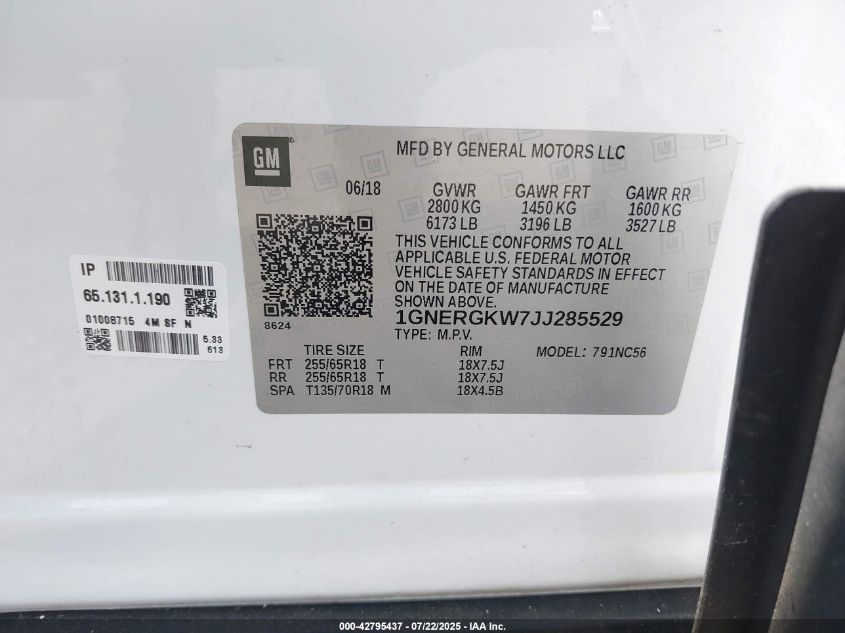 GM
MFD BY GENERAL MOTORS LLC
06/18 GVWR GAWR FRT GAWR RR
2800 KG 1450 KG 1600 KG
6173 LB 3196 LB 3527 LB
THIS VEHICLE CONFORMS TO ALL
APPLICABLE U.S. FEDERAL MOTOR
VEHICLE SAFETY STANDARDS IN EFFECT
ON THE DATE OF MANUFACTURE
SHOWN ABOVE.
8624 1GNERGKW7JJ285529
TYPE: M.P.V.
TIRE SIZE RIM MODEL: 791NC56
FRT 255/65R18 T 18X7.5J
RR 255/65R18 T 18X7.5J
SPA T135/70R18 M 18X4.5B
IP
65.131.1.190
01008715 4M SF N
5.33
613
000-42795437 - 07/22/2025 - IAA Inc.